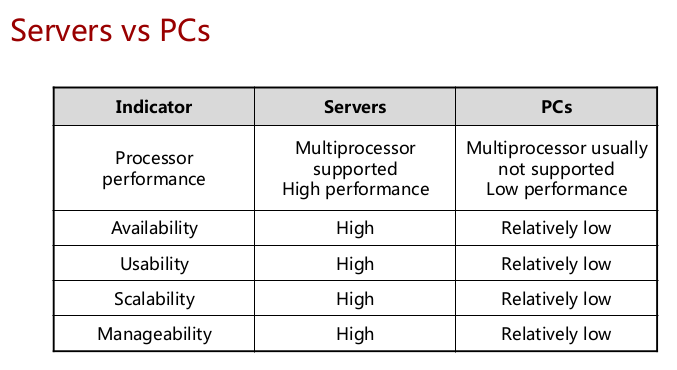 Servers vs PCs
Indicator Servers PCs
Processor performance
Multiprocessor supported
High performance
Multiprocessor usually not supported
Low performance
Availability High Relatively low
Usability High Relatively low
Scalability High Relatively low
Manageability High Relatively low